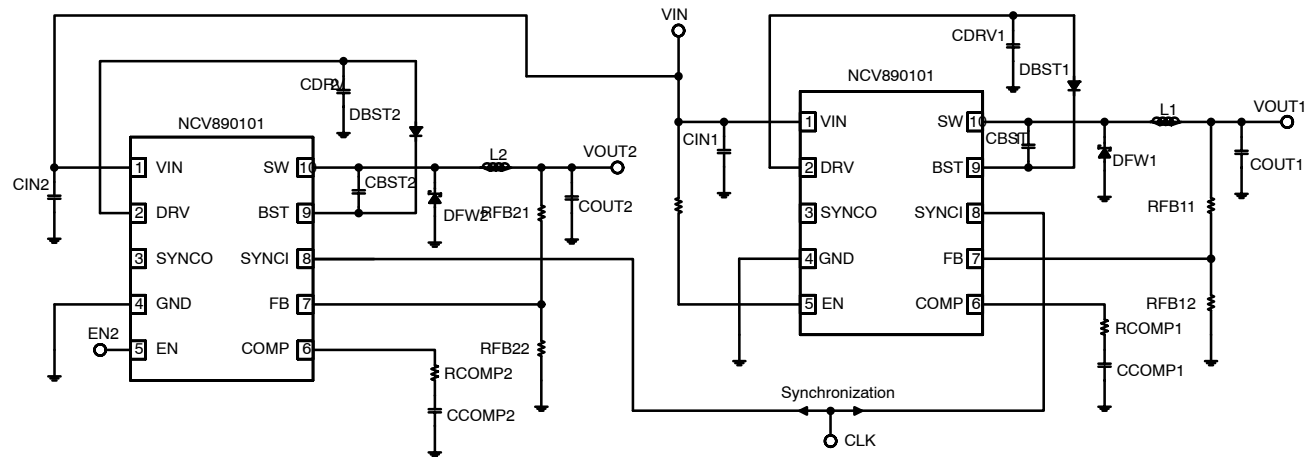 VIN
CDRV1
DBST1
NCV890101
1 VIN
SW 10
L1
VOUT1
CIN1
CBST1
DFW1
COUT1
2 DRV
BST 9
3 SYNCO
SYNCI 8
RFB11
4 GND
FB 7
5 EN
COMP 6
RFB12
RCOMP1
CCOMP1
CDRV2
DBST2
NCV890101
1 VIN
SW 10
L2
VOUT2
CIN2
CBST2
DFW2
COUT2
2 DRV
BST 9
RFB21
3 SYNCO
SYNCI 8
4 GND
FB 7
EN2
5 EN
COMP 6
RFB22
RCOMP2
CCOMP2
Synchronization
CLK